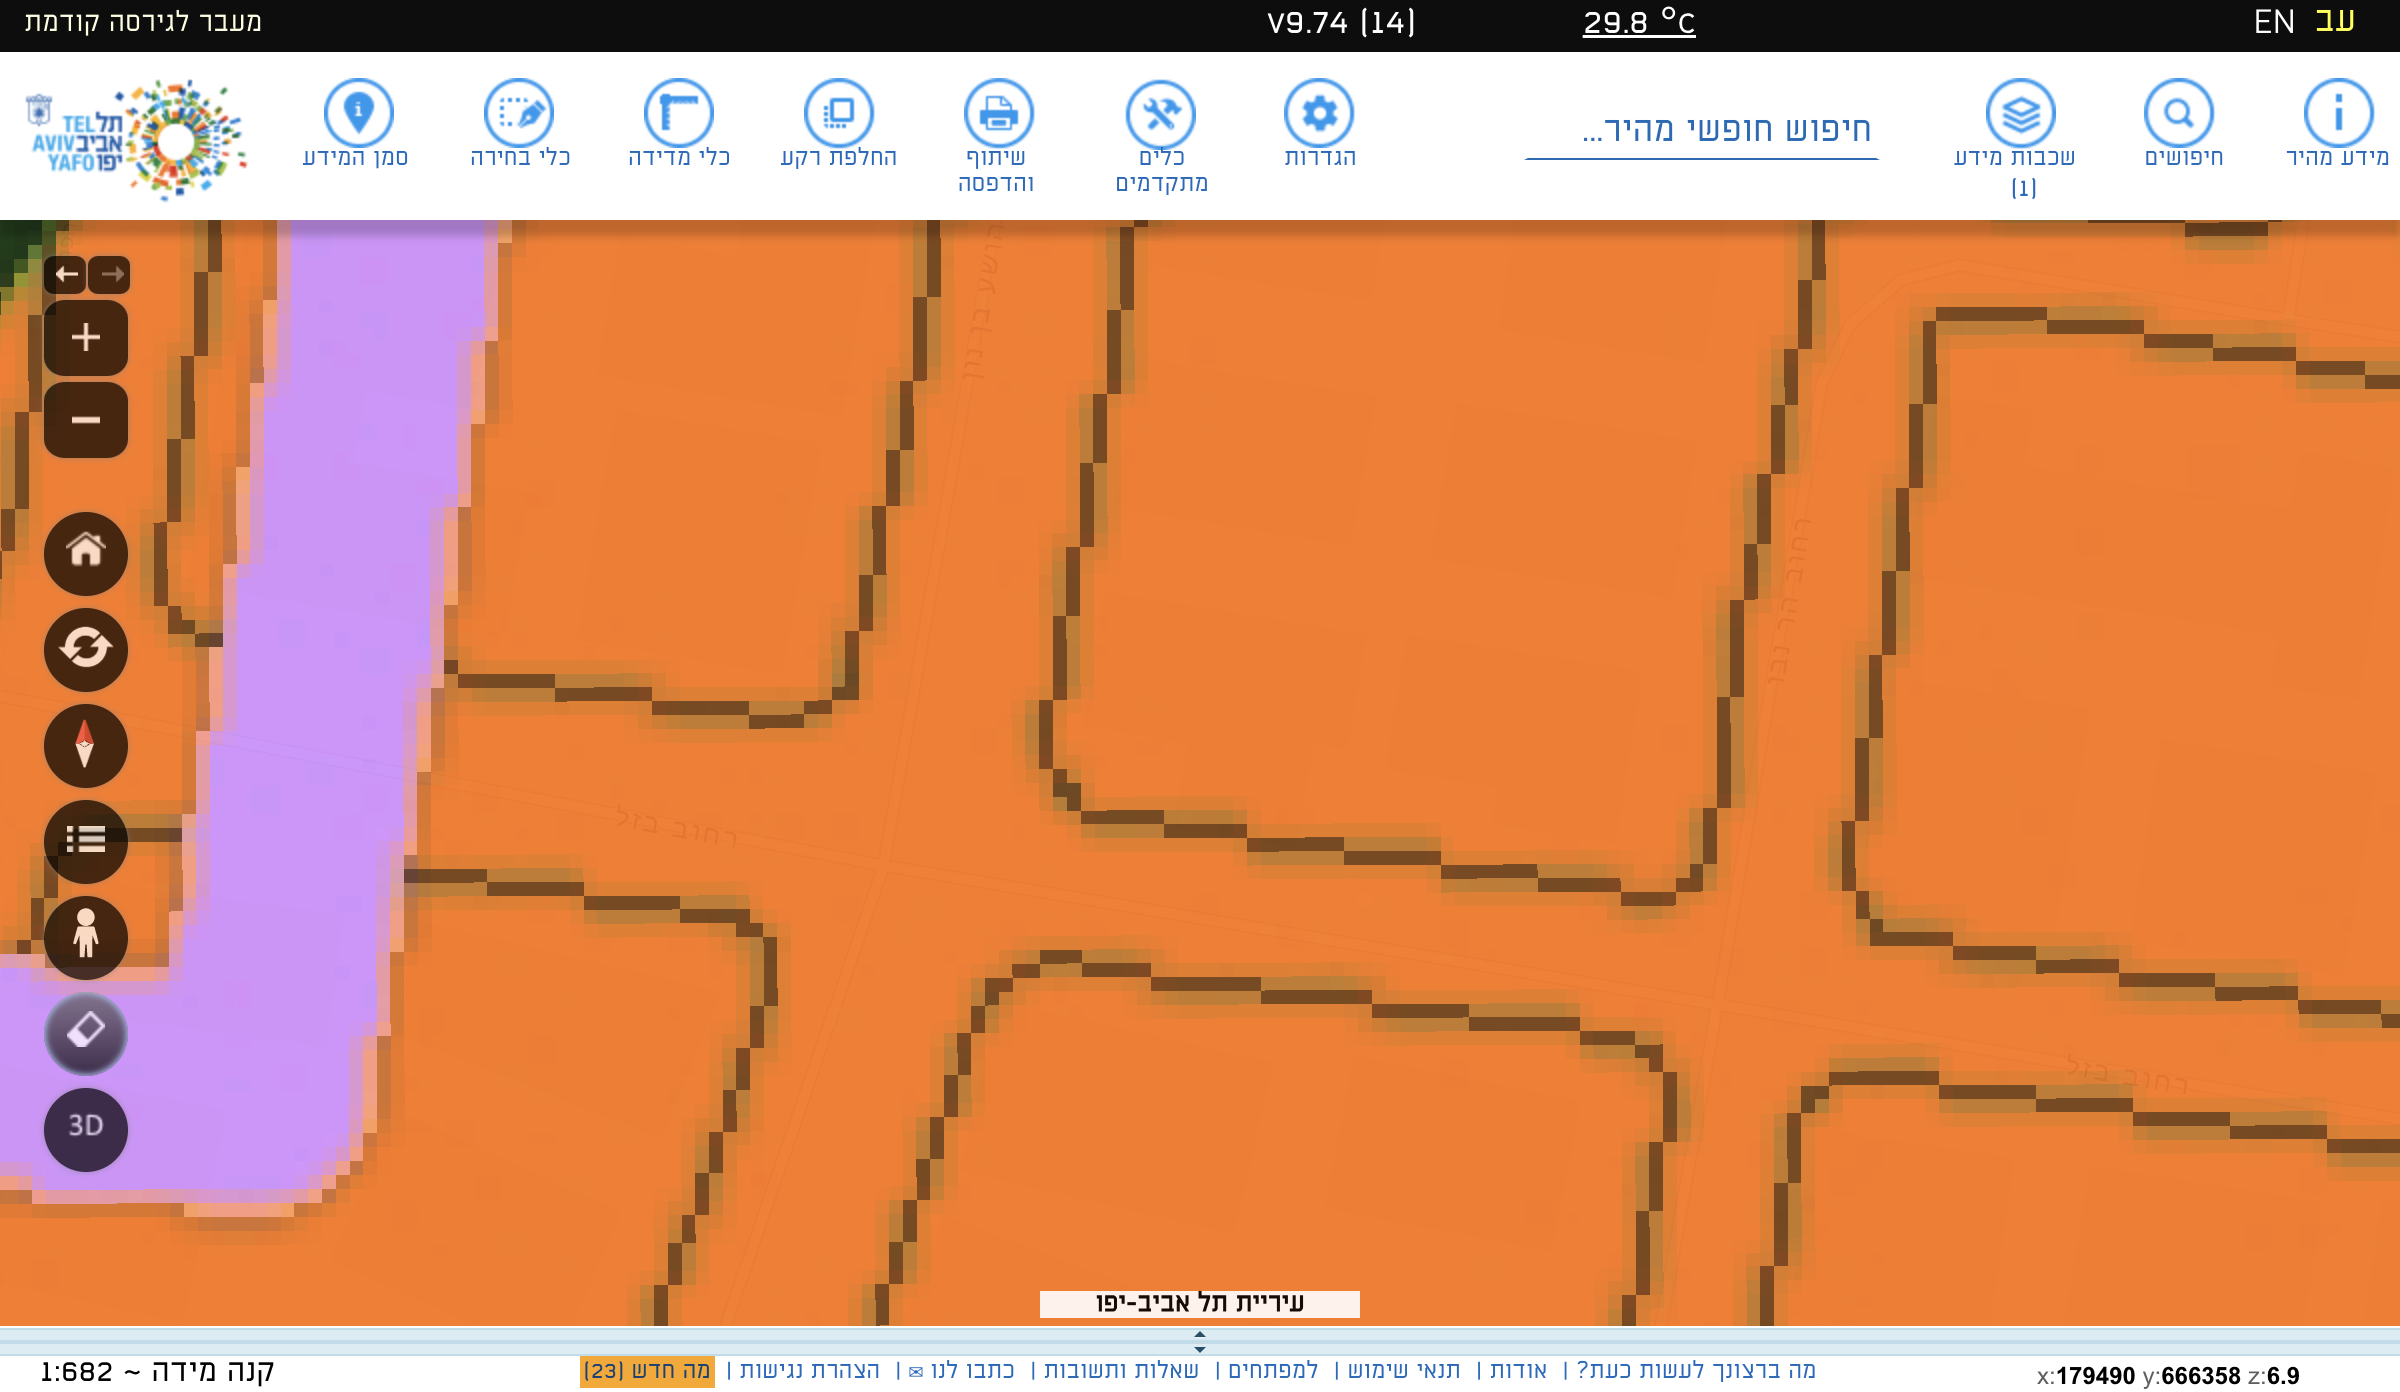 עב EN
29.8 °C
V9.74 (14)
מעבר לגירסה קודמת
מידע מהיר
חיפושים
שכבות מידע
(1)
חיפוש חופשי מהיר...
הגדרות
כלים
מתקדמים
שיתוף
והדפסה
החלפת רקע
כלי מדידה
כלי בחירה
סמן המידע
תל TEL
אביב AVIV
יפו YAFO
יהושע בן נון
רחוב הר נבו
רחוב בזל
רחוב בזל
3D
עיריית תל אביב-יפו
מה ברצונך לעשות כעת? | אודות | תנאי שימוש | למפתחים | שאלות ותשובות | כתבו לנו ✉ | הצהרת נגישות | מה חדש (23)
x:179490 y:666358 z:6.9
קנה מידה ~ 1:682